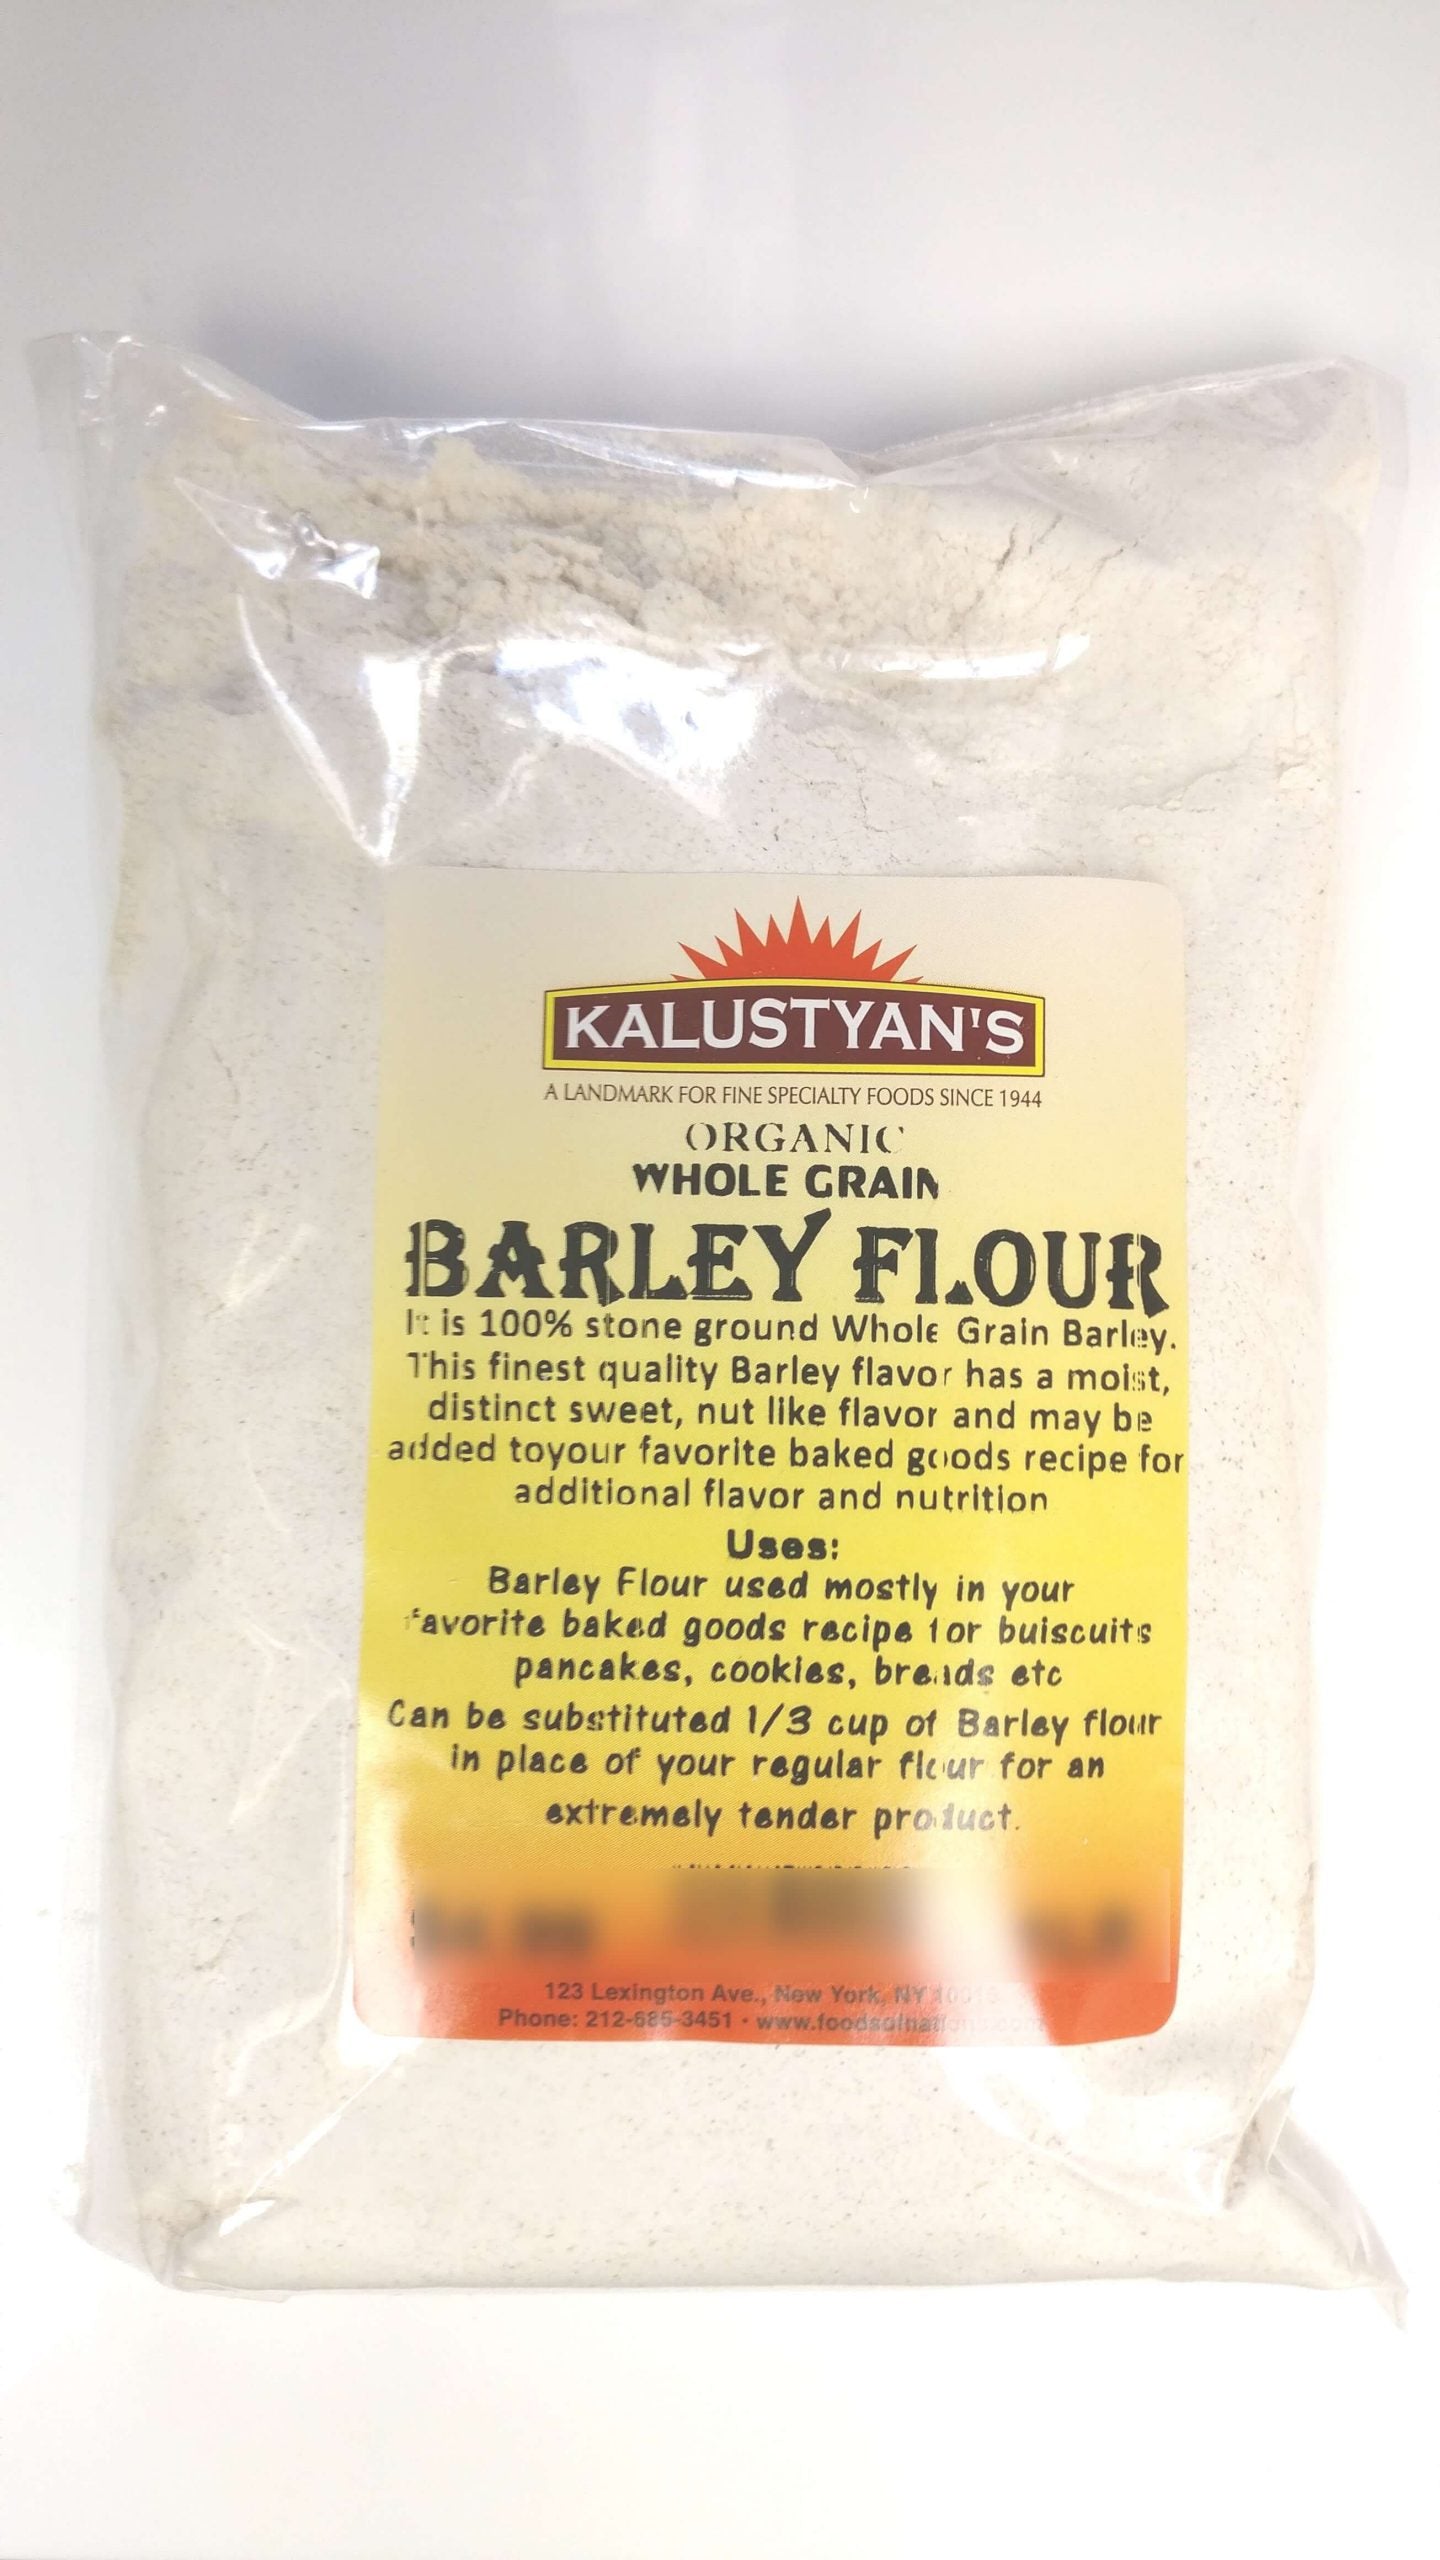 KALUSTYAN'S
A LANDMARK FOR FINE SPECIALTY FOODS SINCE 1944
ORGANIC
WHOLE GRAIN
BARLEY FLOUR
It is 100% stone ground Whole Grain Barley.
This finest quality Barley flavor has a moist,
distinct sweet, nut like flavor and may be
added toyour favorite baked goods recipe for
additional flavor and nutrition
Uses:
Barley Flour used mostly in your
favorite baked goods recipe for buiscuits
pancakes, cookies, breads etc
Can be substituted 1/3 cup of Barley flour
in place of your regular flour for an
extremely tender product.
123 Lexington Ave., New York, NY
Phone: 212-685-3451 •